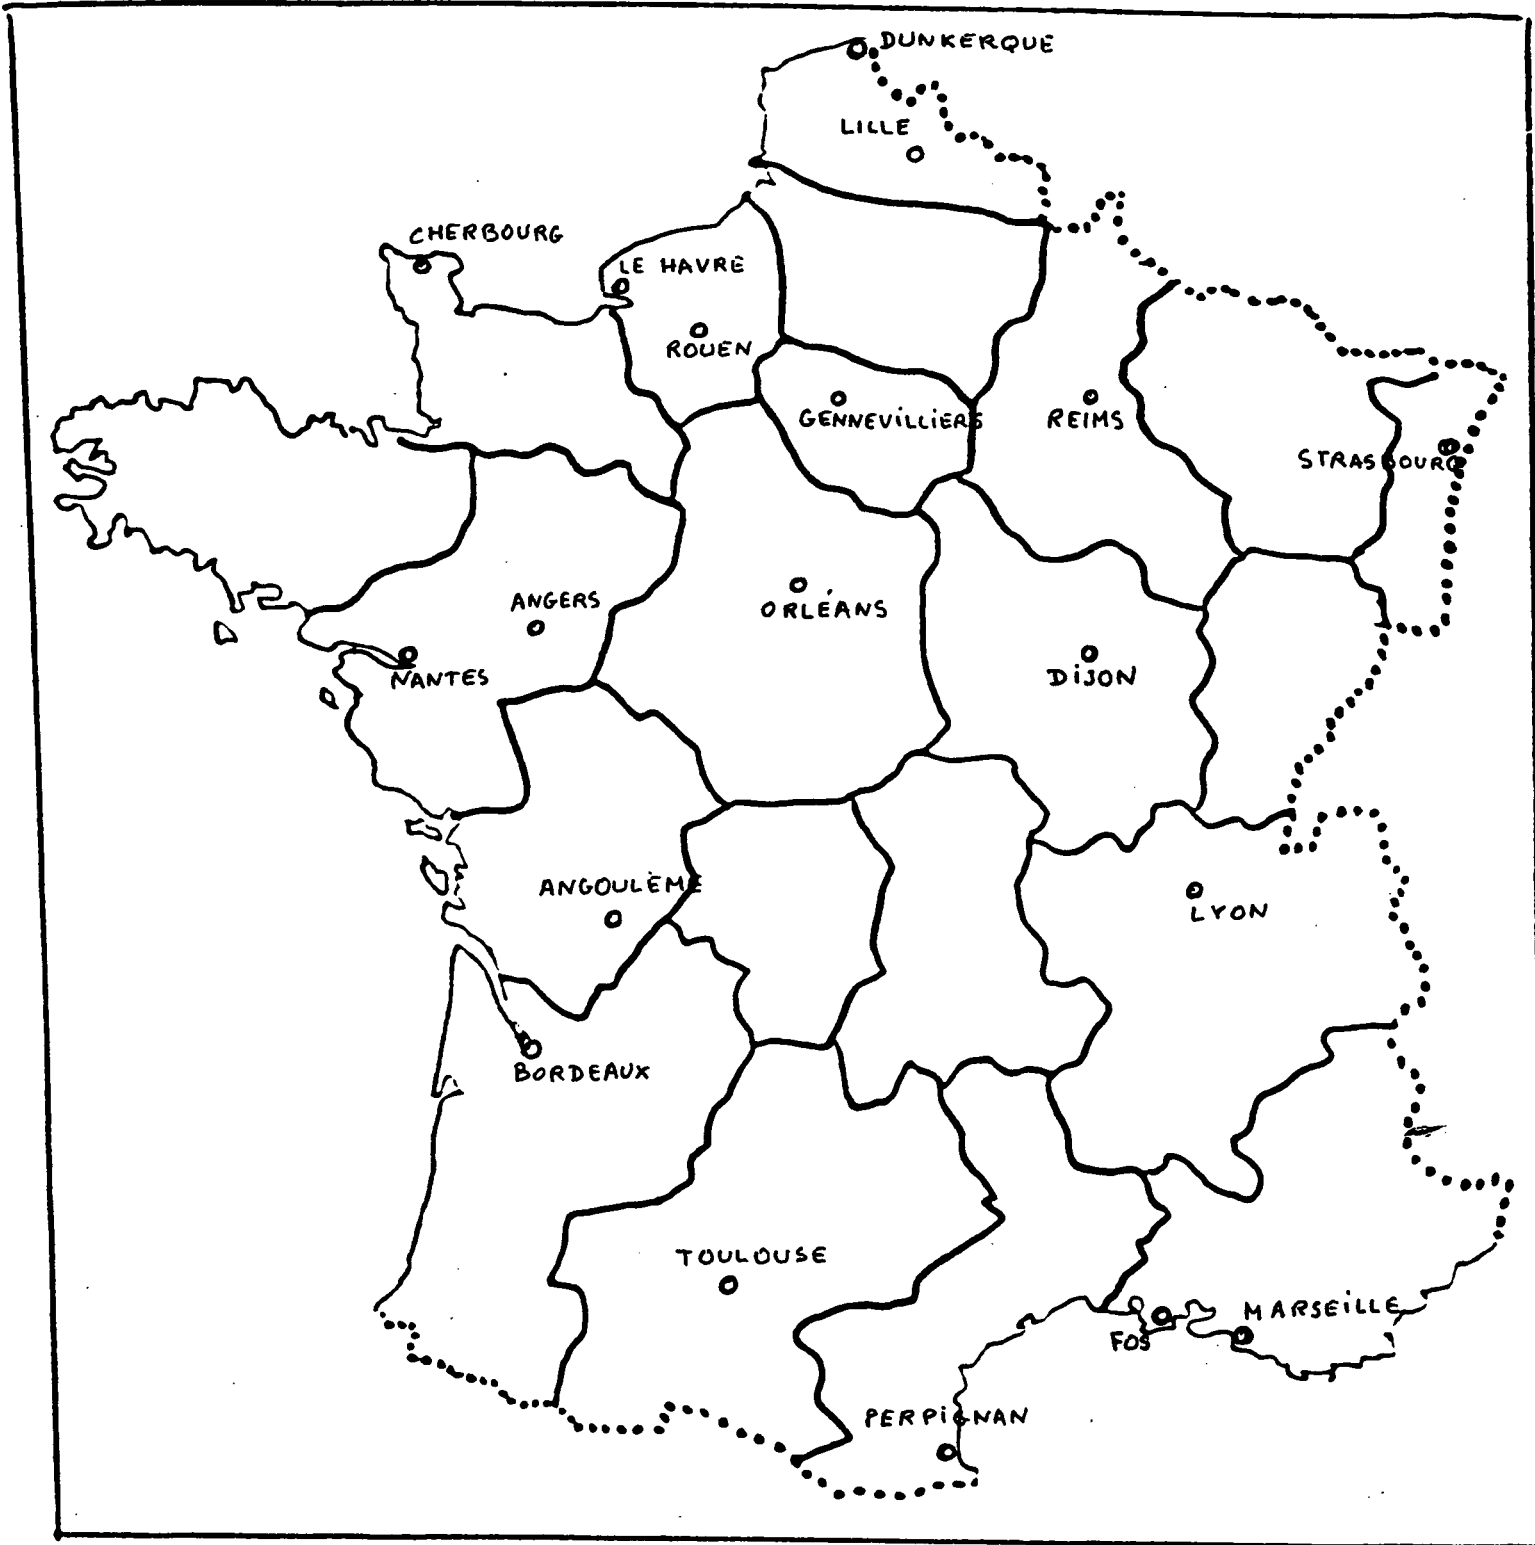 DUNKERQUE
LILLE
CHERBOURG
LE HAVRE
ROUEN
GENNEVILLIERS
REIMS
STRASBOURG
ANGERS
ORLÉANS
NANTES
DIJON
ANGOULÈME
LYON
BORDEAUX
TOULOUSE
MARSEILLE
FOS
PERPIGNAN